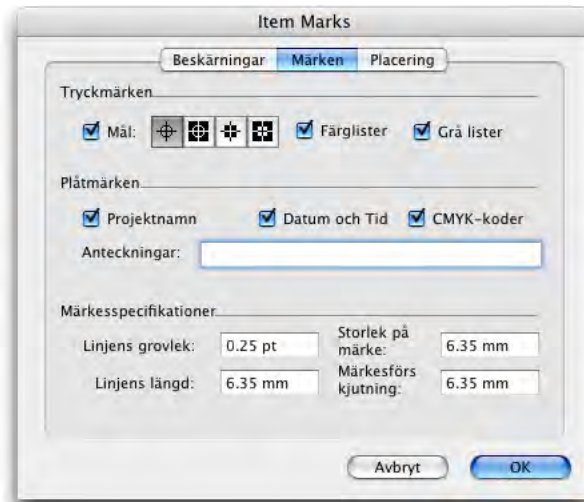 Item Marks
Beskärningar Märken Placering
Tryckmärken
Mål: Färglister Grå lister
Plåtmärken
Projektnamn Datum och Tid CMYK-koder
Anteckningar:
Märkesspecifikationer
Linjens grovlek: 0.25 pt Storlek på
märke: 6.35 mm
Linjens längd: 6.35 mm Märkesförs
kjutning: 6.35 mm
Avbryt OK